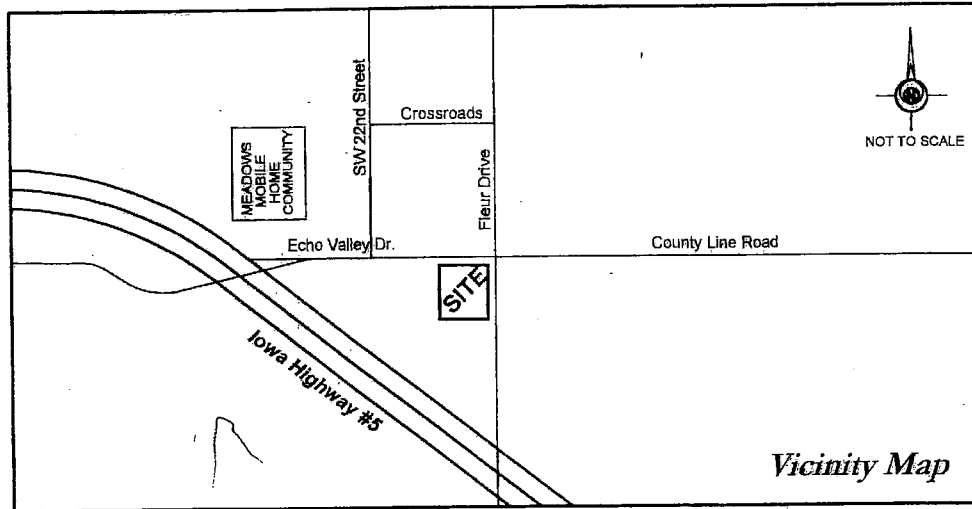 SW 22nd Street
Crossroads
NOT TO SCALE
MEADOWS
MOBILE
HOME
COMMUNITY
Fleur Drive
Echo Valley Dr.
County Line Road
SITE
Iowa Highway #5
Vicinity Map